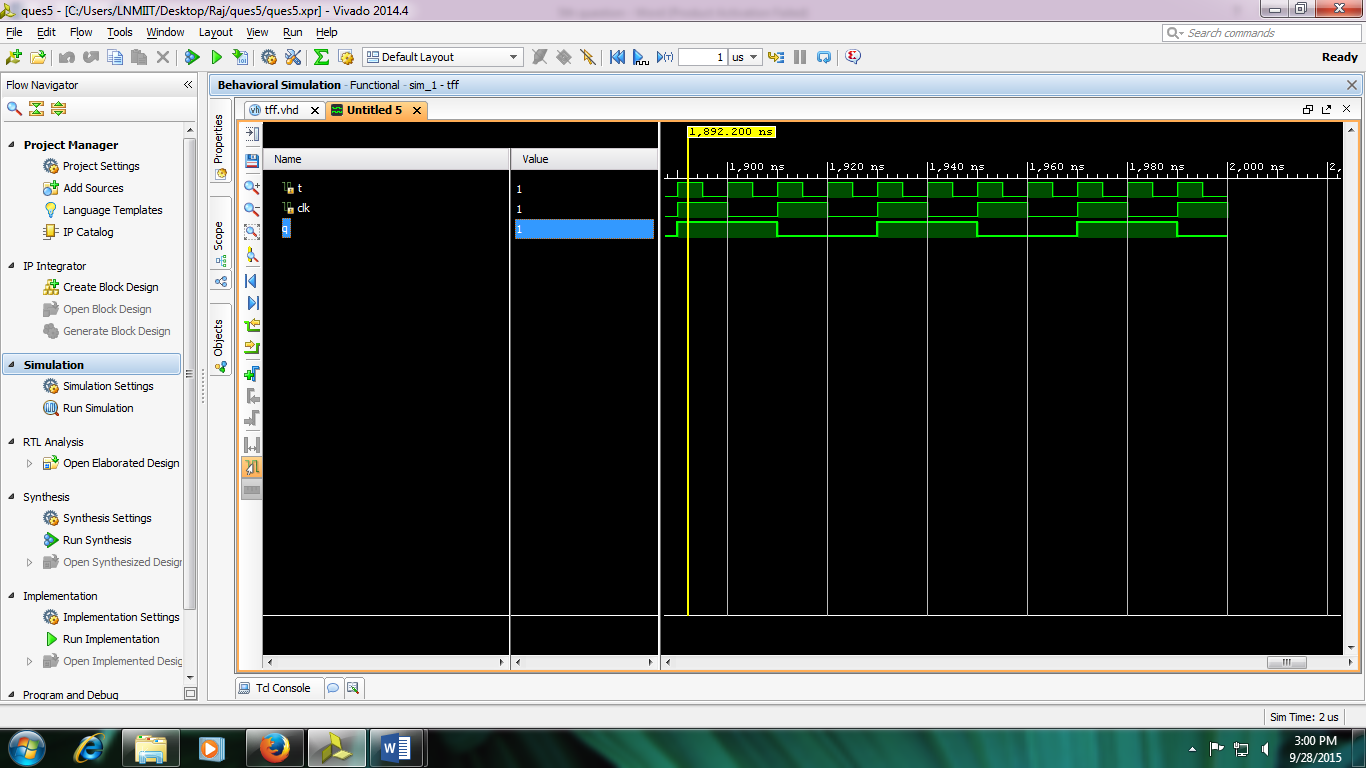 ques5 - [C:/Users/LNMIIT/Desktop/Raj/ques5/ques5.xpr] - Vivado 2014.4
File Edit Flow Tools Window Layout View Run Help
Search commands
Default Layout 1 us Ready
Flow Navigator
Behavioral Simulation - Functional - sim_1 - tff
tff.vhd Untitled 5
Properties
Scope
Objects
Project Manager
Project Settings
Add Sources
Language Templates
IP Catalog
IP Integrator
Create Block Design
Open Block Design
Generate Block Design
Simulation
Simulation Settings
Run Simulation
RTL Analysis
Open Elaborated Design
Synthesis
Synthesis Settings
Run Synthesis
Open Synthesized Design
Implementation
Implementation Settings
Run Implementation
Open Implemented Desig
Program and Debug
Name Value
t 1
clk 1
q 1
1,892.200 ns
1,900 ns 1,920 ns 1,940 ns 1,960 ns 1,980 ns 2,000 ns 2,
Tcl Console
Sim Time: 2 us
3:00 PM
9/28/2015